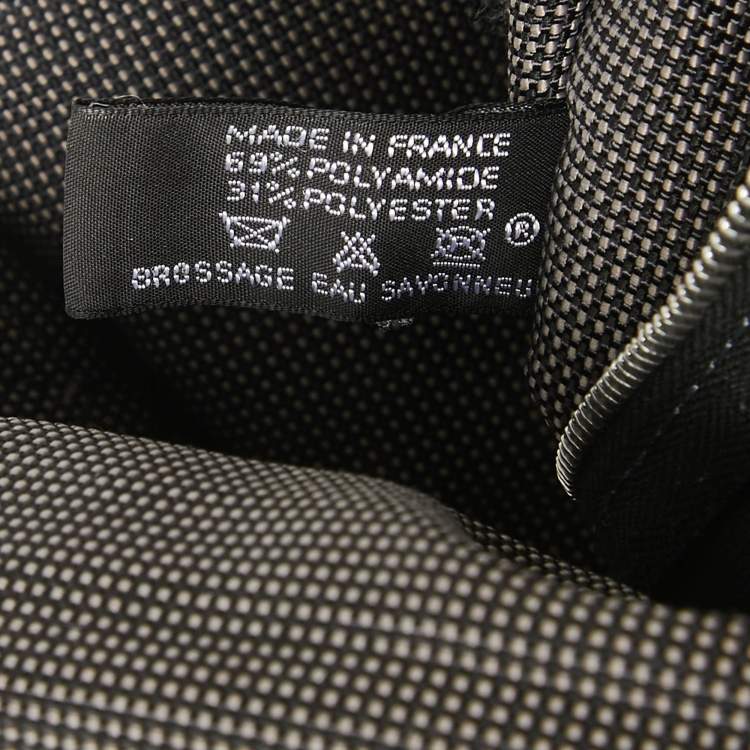 MADE IN FRANCE
69% POLYAMIDE
31% POLYESTER
®
BROSSAGE EAU SAVONNEU